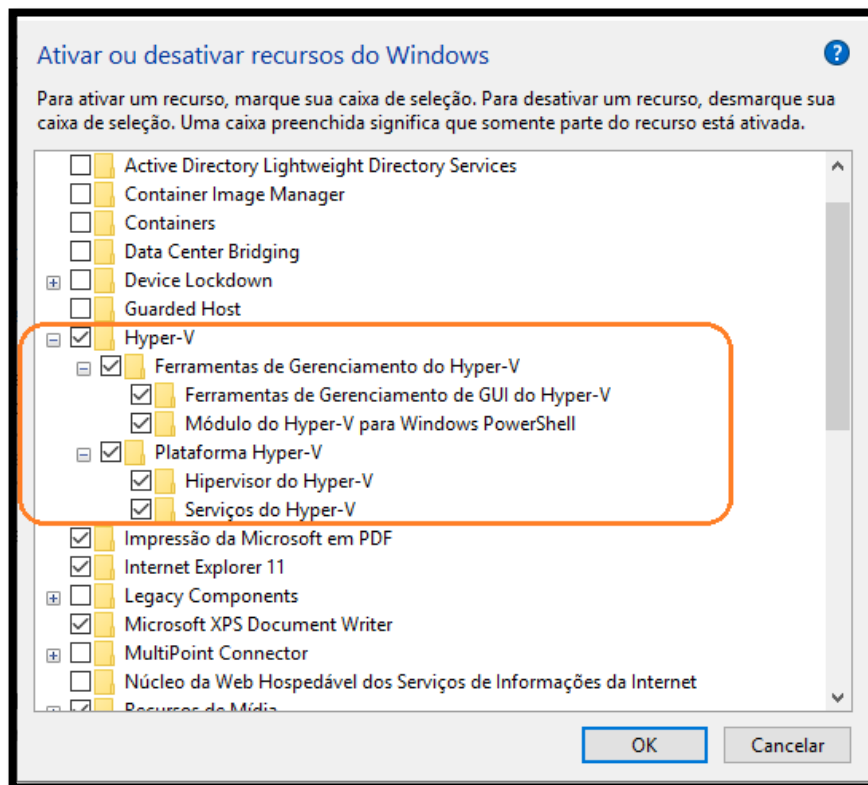 Ativar ou desativar recursos do Windows
?
Para ativar um recurso, marque sua caixa de seleção. Para desativar um recurso, desmarque sua
caixa de seleção. Uma caixa preenchida significa que somente parte do recurso está ativada.
Active Directory Lightweight Directory Services
Container Image Manager
Containers
Data Center Bridging
Device Lockdown
Guarded Host
Hyper-V
Ferramentas de Gerenciamento do Hyper-V
Ferramentas de Gerenciamento de GUI do Hyper-V
Módulo do Hyper-V para Windows PowerShell
Plataforma Hyper-V
Hipervisor do Hyper-V
Serviços do Hyper-V
Impressão da Microsoft em PDF
Internet Explorer 11
Legacy Components
Microsoft XPS Document Writer
MultiPoint Connector
Núcleo da Web Hospedável dos Serviços de Informações da Internet
Recursos de Mídia
OK
Cancelar